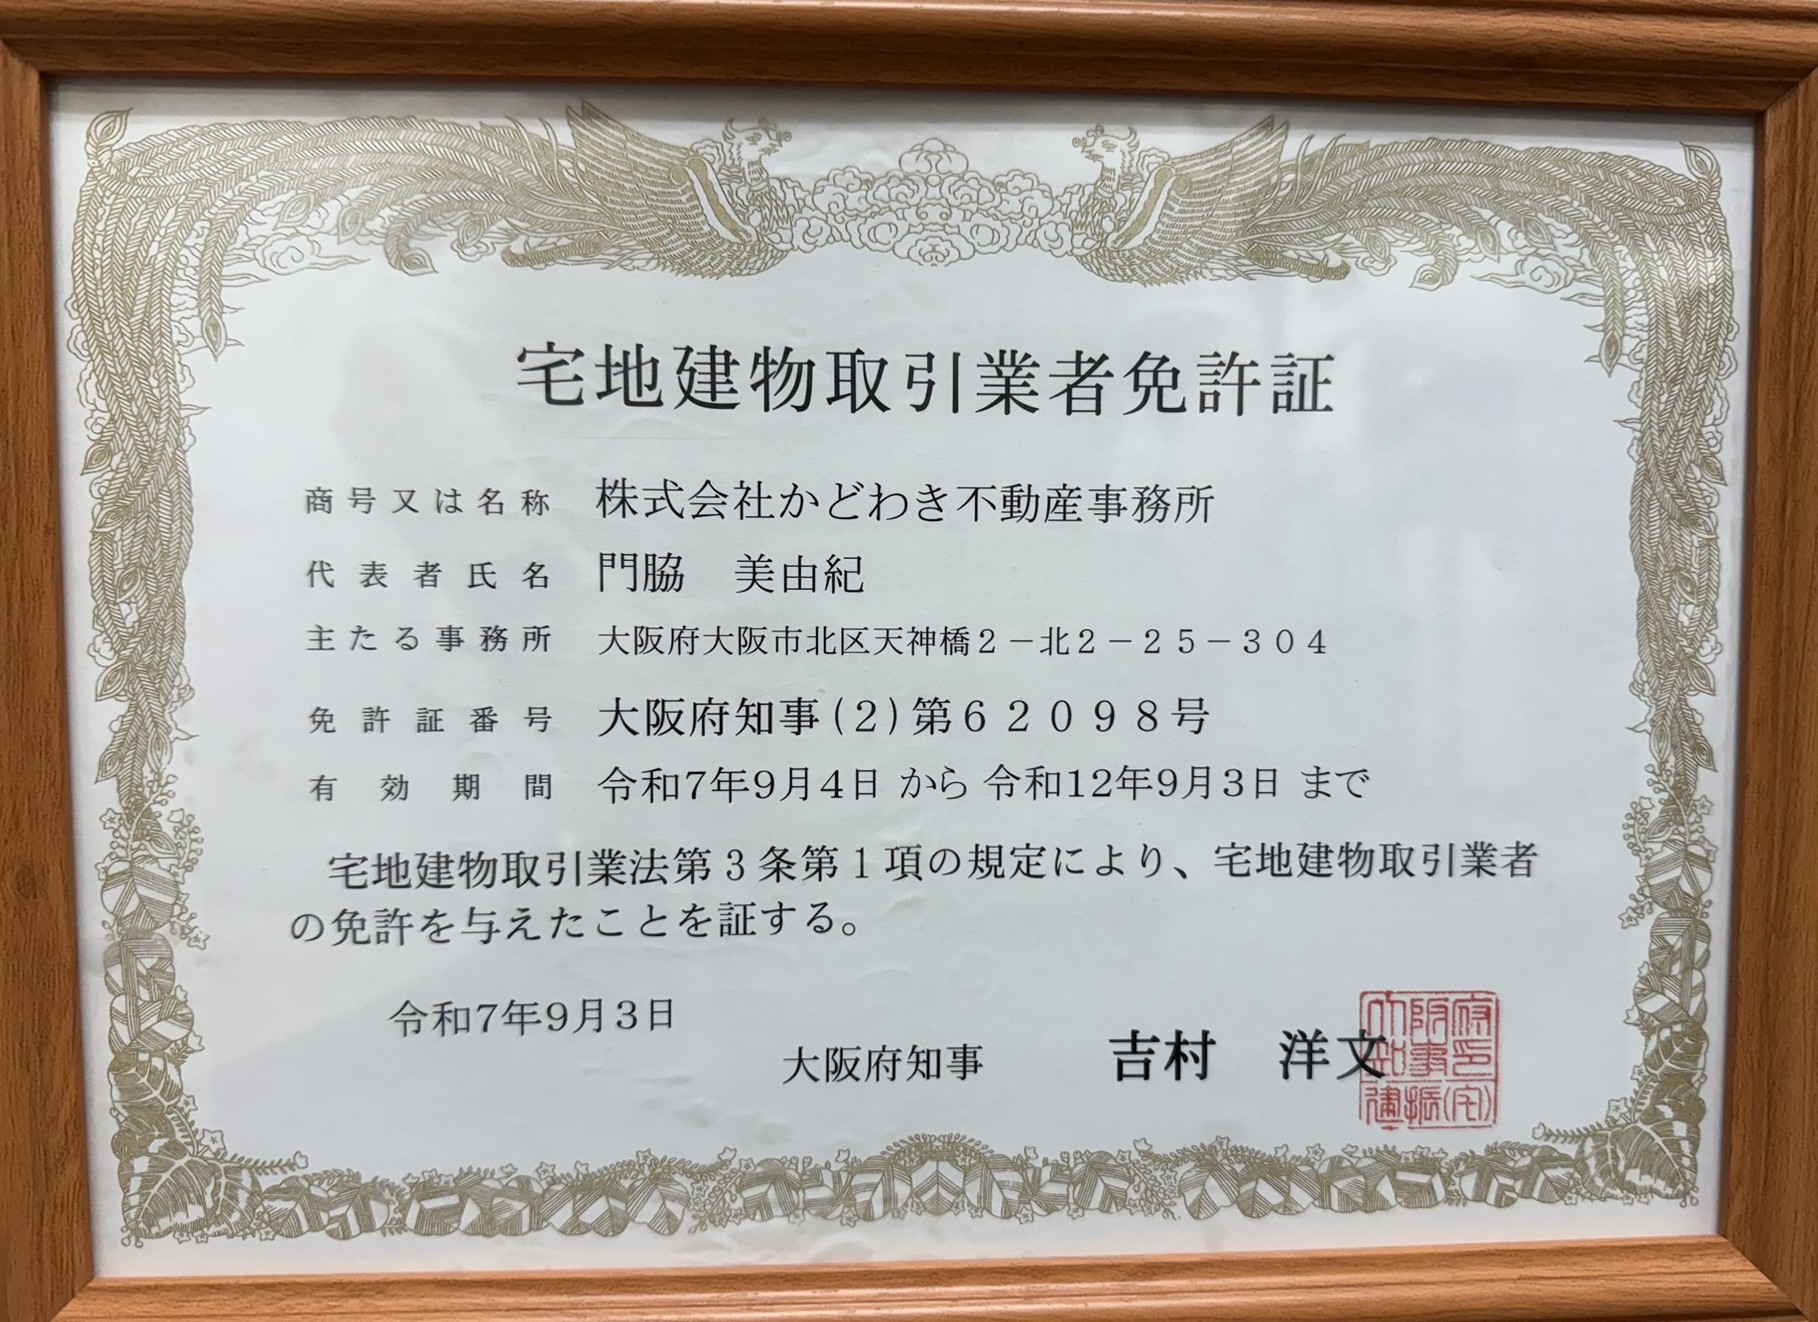 宅地建物取引業者免許証
商号又は名称 株式会社かどわき不動産事務所
代表者氏名 門脇 美由紀
主たる事務所 大阪府大阪市北区天神橋2－北2－25－304
免許証番号 大阪府知事(2)第62098号
有効期間 令和7年9月4日 から 令和12年9月3日 まで
宅地建物取引業法第3条第1項の規定により、宅地建物取引業者
の免許を与えたことを証する。
令和7年9月3日
大阪府知事 吉村 洋文